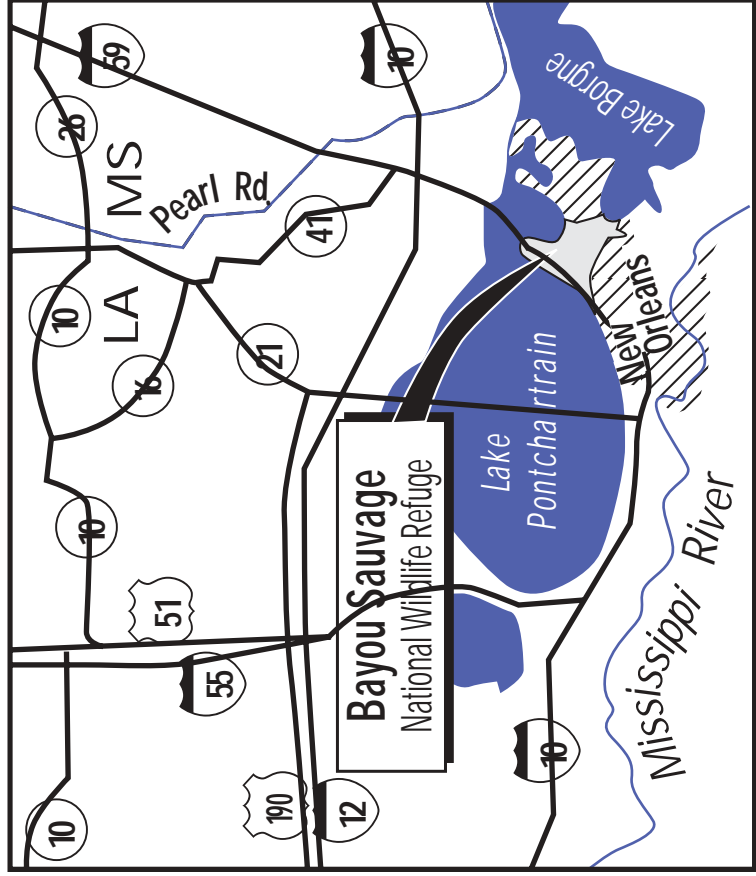 10
10
26
10
59
MS
LA
16
51
Pearl Rd.
55
21
41
190
12
10
Bayou Sauvage
National Wildlife Refuge
Lake
Pontchartrain
10
Lake Borgne
New
Orleans
Mississippi River